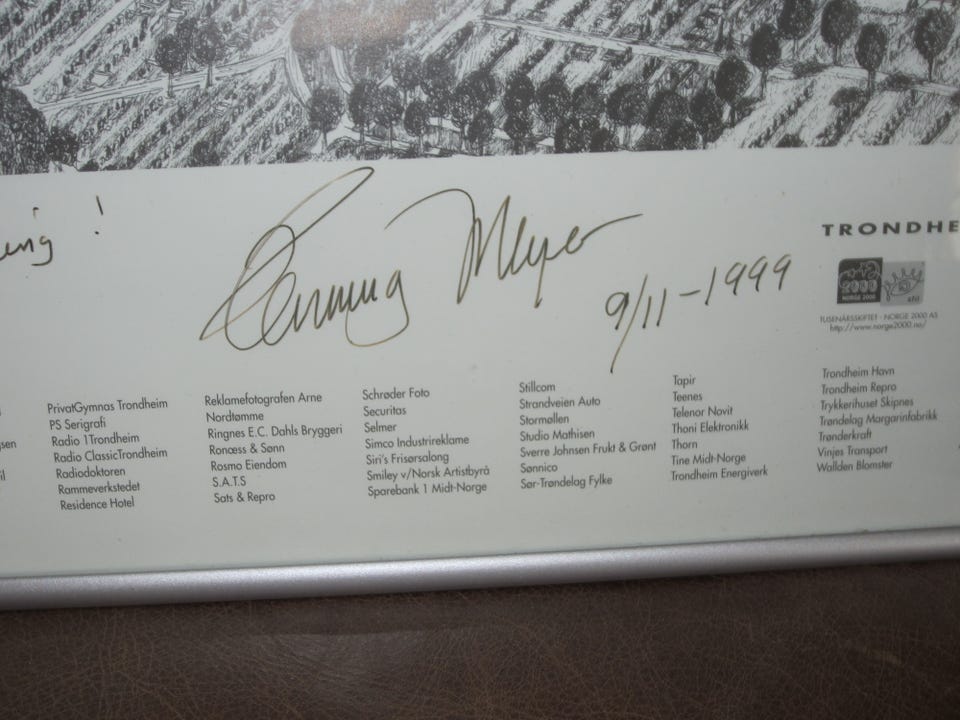 ung !
Henning Meyer
9/11-1999
TRONDHE
2000
NORGE 2000
TUSENÅRSSKIFTET - NORGE 2000 AS
http://www.norge2000.no/
PrivatGymnas Trondheim
PS Serigrafi
Radio 1Trondheim
Radio ClassicTrondheim
Radiodoktoren
Rammeverkstedet
Residence Hotel
Reklamefotografen Arne
Nordtømme
Ringnes E.C. Dahls Bryggeri
Roncess & Sønn
Rosmo Eiendom
S.A.T.S
Sats & Repro
Schrøder Foto
Securitas
Selmer
Simco Industrireklame
Siri's Frisørsalong
Smiley v/Norsk Artistbyrå
Sparebank 1 Midt-Norge
Stillcom
Strandveien Auto
Stormøllen
Studio Mathisen
Sverre Johnsen Frukt & Grønt
Sønnico
Sør-Trøndelag Fylke
Tapir
Teenes
Telenor Novit
Thoni Elektronikk
Thorn
Tine Midt-Norge
Trondheim Energiverk
Trondheim Havn
Trondheim Repro
Trykkerihuset Skipnes
Trøndelag Margarinfabrikk
Trønderkraft
Vinjes Transport
Wallden Blomster